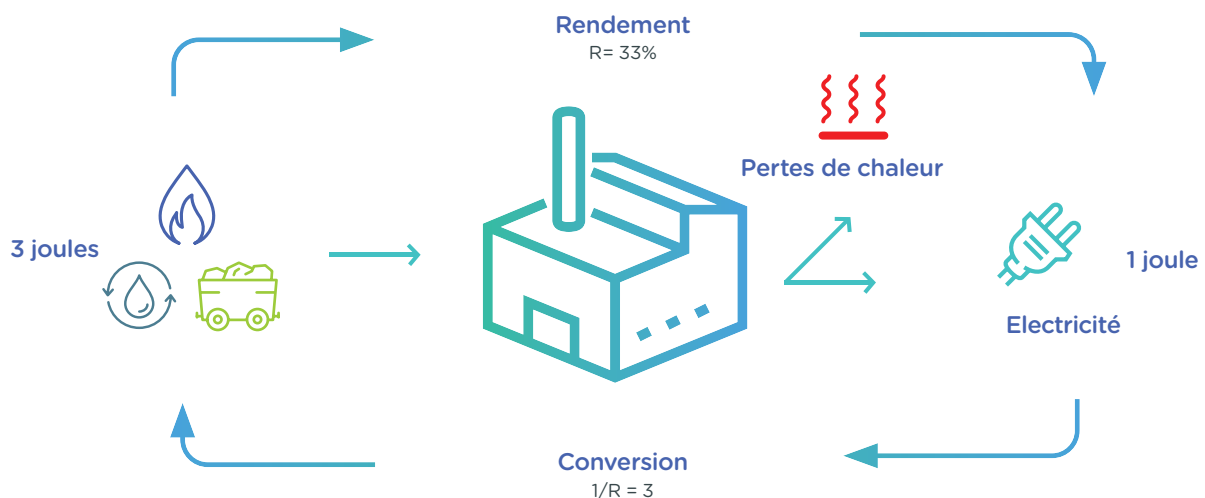 Rendement
R= 33%
Pertes de chaleur
3 joules
1 joule
Electricité
Conversion
1/R = 3